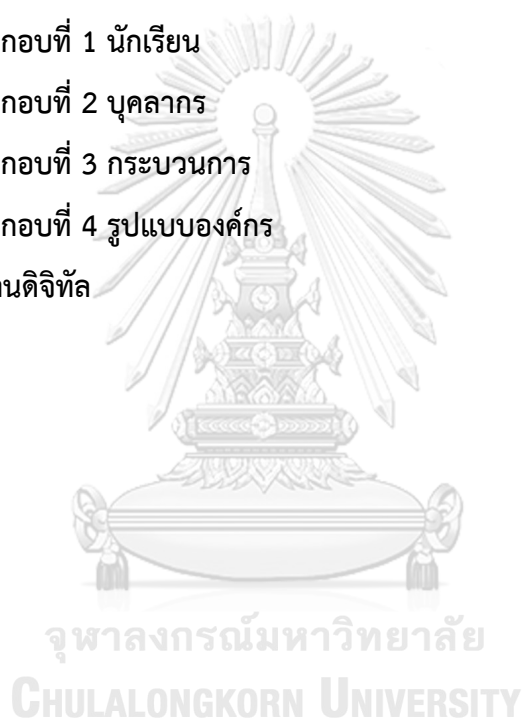 กอบที่ 1 นักเรียน
กอบที่ 2 บุคลากร
กอบที่ 3 กระบวนการ
กอบที่ 4 รูปแบบองค์กร
านดิจิทัล
จุฬาลงกรณ์มหาวิทยาลัย
CHULALONGKORN UNIVERSITY